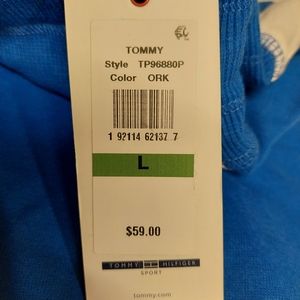 TOMMY
Style TP96880P
Color ORK
1 92114 62137 7
L
$59.00
TOMMY HILFIGER
SPORT
tommy.com